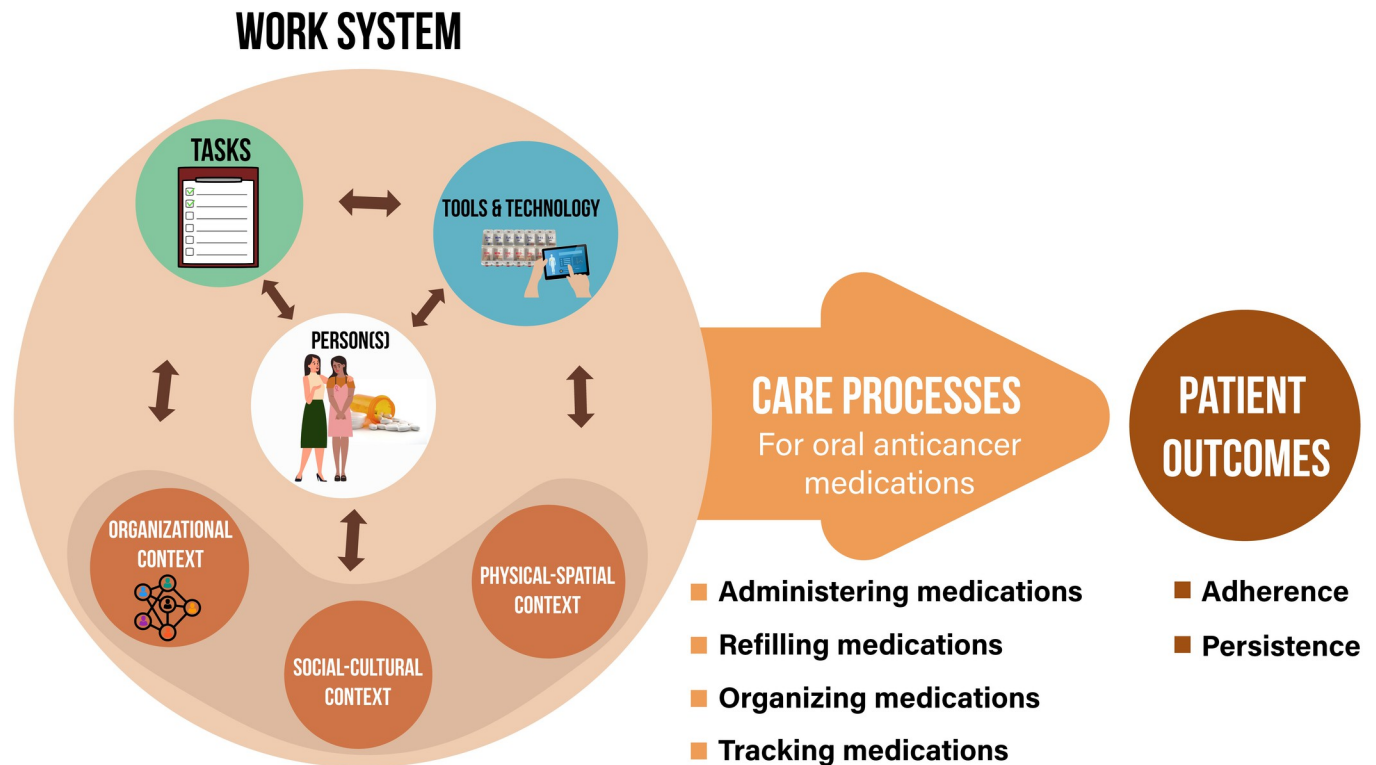 WORK SYSTEM
TASKS
TOOLS & TECHNOLOGY
PERSON(S)
ORGANIZATIONAL
CONTEXT
SOCIAL-CULTURAL
CONTEXT
PHYSICAL-SPATIAL
CONTEXT
CARE PROCESSES
For oral anticancer
medications
Administering medications
Refilling medications
Organizing medications
Tracking medications
PATIENT
OUTCOMES
Adherence
Persistence